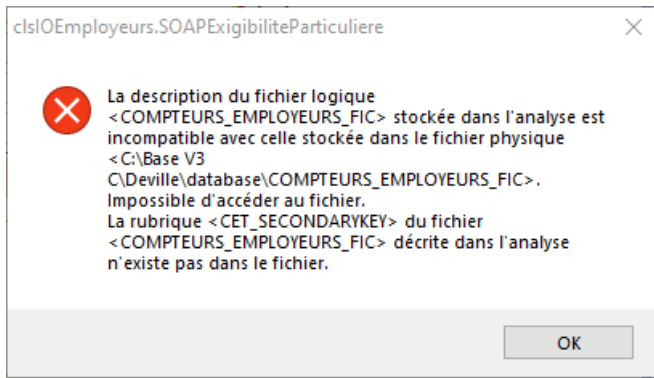 clsIOEmployeurs.SOAPExigibiliteParticuliere
La description du fichier logique
<COMPTEURS_EMPLOYEURS_FIC> stockée dans l'analyse est
incompatible avec celle stockée dans le fichier physique
<C:\Base V3
C\Deville\database\COMPTEURS_EMPLOYEURS_FIC>.
Impossible d'accéder au fichier.
La rubrique <CET_SECONDARYKEY> du fichier
<COMPTEURS_EMPLOYEURS_FIC> décrite dans l'analyse
n'existe pas dans le fichier.
OK